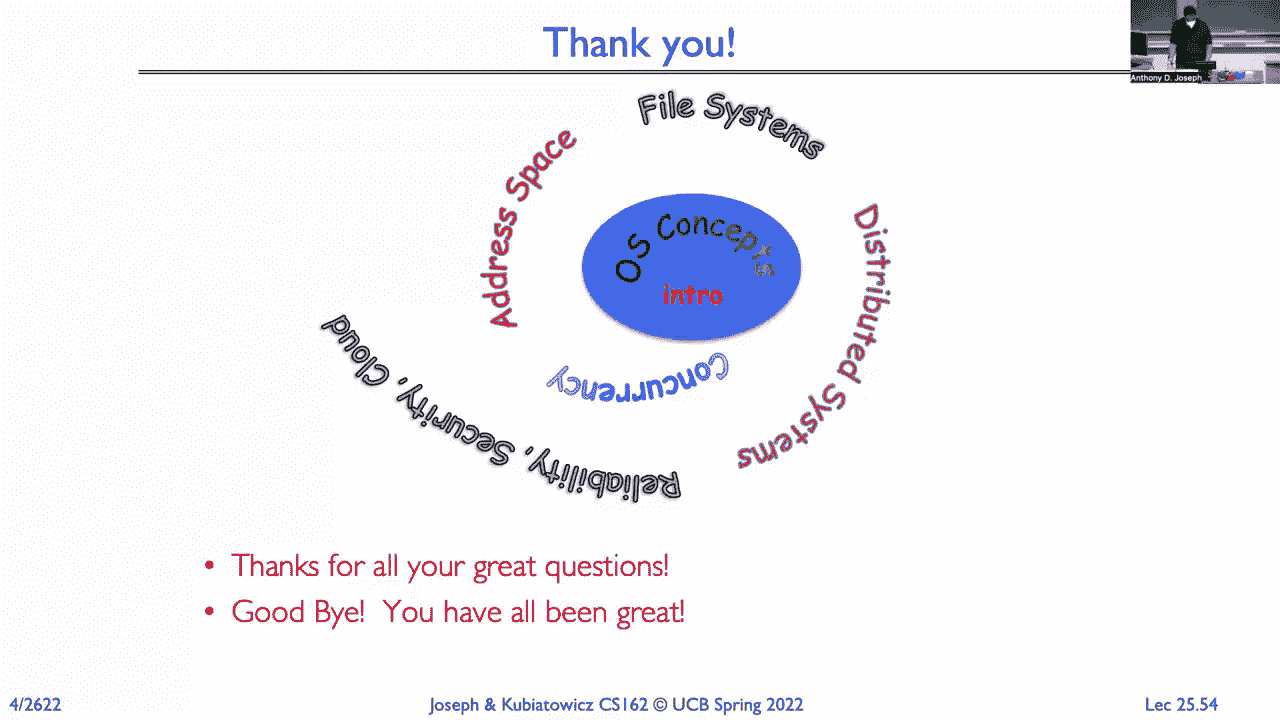 Thank you!
Anthony D. Joseph
File Systems
Address Space
OS Concepts
intro
Distributed Systems
Concurrency
Reliability, Security, Cloud
• Thanks for all your great questions!
• Good Bye! You have all been great!
4/2622
Joseph & Kubiatowicz CS162 © UCB Spring 2022
Lec 25.54